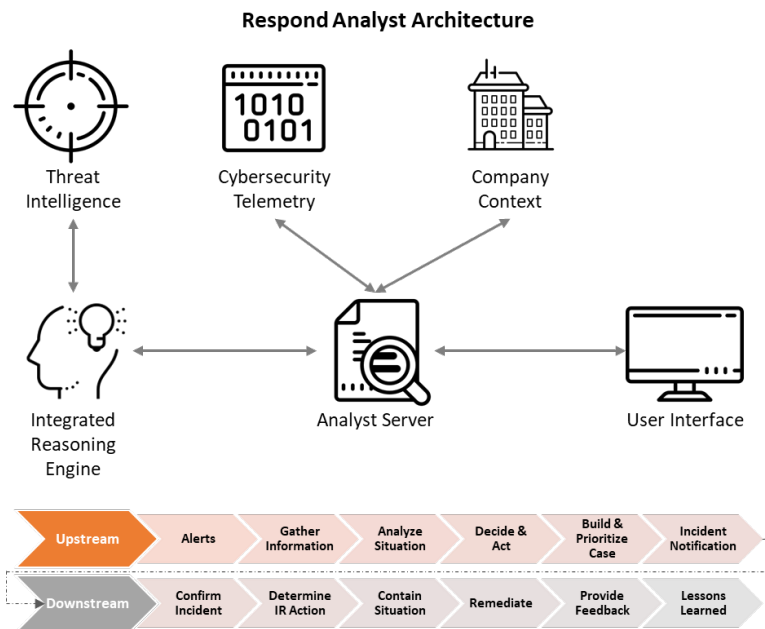 Respond Analyst Architecture
1010
0101
Threat
Intelligence
Cybersecurity
Telemetry
Company
Context
Integrated
Reasoning
Engine
Analyst Server
User Interface
Upstream
Alerts
Gather
Information
Analyze
Situation
Decide &
Act
Build &
Prioritize
Case
Incident
Notification
Downstream
Confirm
Incident
Determine
IR Action
Contain
Situation
Remediate
Provide
Feedback
Lessons
Learned